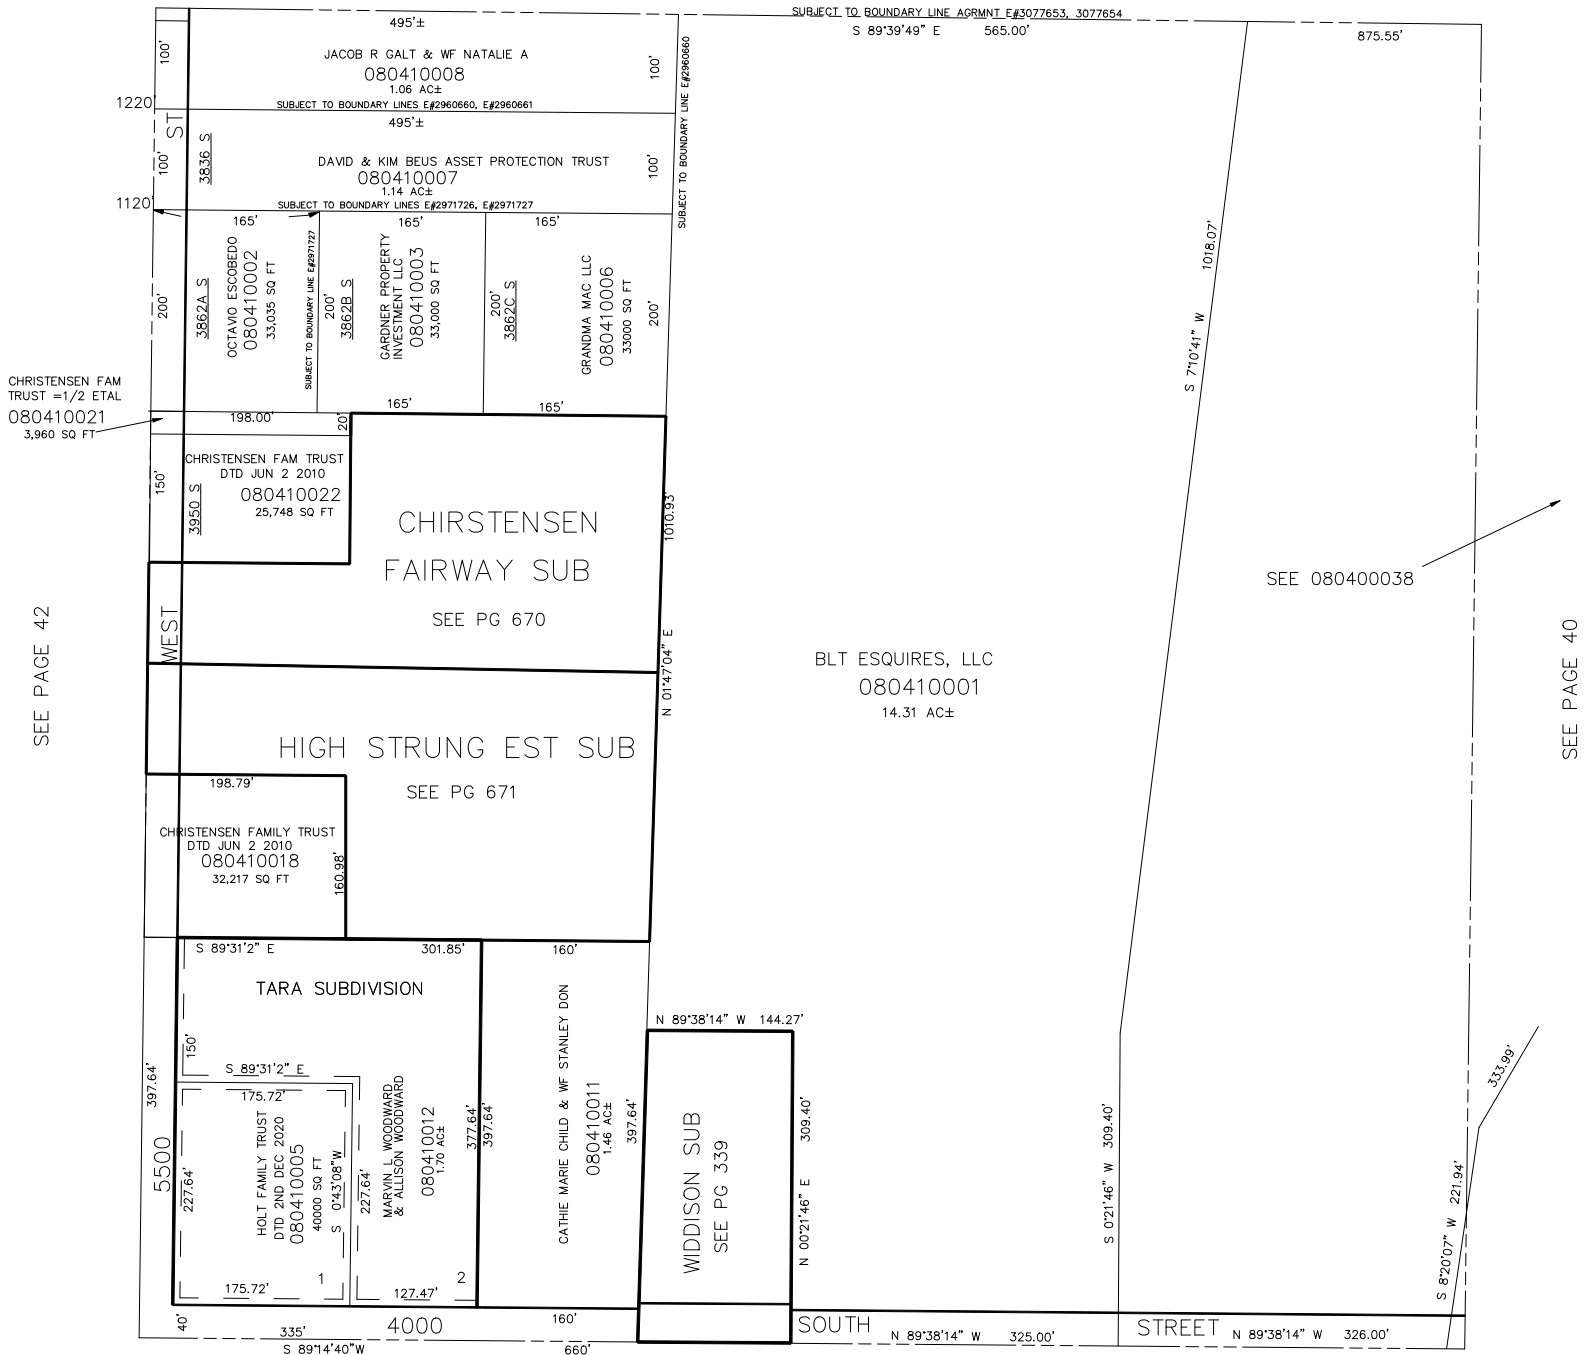 SUBJECT TO BOUNDARY LINE AGRMNT E#3077653, 3077654
S 89°39'49" E 565.00'
875.55'
495'±
100'
JACOB R GALT & WF NATALIE A
080410008
1.06 AC±
100'
SUBJECT TO BOUNDARY LINES E#2960660, E#2960661
SUBJECT TO BOUNDARY LINE E#2960660
1220'
ST
495'±
100'
3836 S
DAVID & KIM BEUS ASSET PROTECTION TRUST
080410007
1.14 AC±
100'
SUBJECT TO BOUNDARY LINES E#2971726, E#2971727
1120'
165'
165'
165'
200'
3862A S
OCTAVIO ESCOBEDO
080410002
33,035 SQ FT
SUBJECT TO BOUNDARY LINE E#2971727
200'
3862B S
GARDNER PROPERTY
INVESTMENT LLC
080410003
33,000 SQ FT
200'
3862C S
GRANDMA MAC LLC
080410006
33000 SQ FT
200'
1018.07'
S 7°10'41" W
CHRISTENSEN FAM
TRUST =1/2 ETAL
080410021
3,960 SQ FT
165'
165'
198.00'
20'
150'
3950 S
CHRISTENSEN FAM TRUST
DTD JUN 2 2010
080410022
25,748 SQ FT
CHIRSTENSEN
FAIRWAY SUB
SEE PG 670
1010.93'
N 01°47'04" E
SEE 080400038
WEST
SEE PAGE 42
SEE PAGE 40
BLT ESQUIRES, LLC
080410001
14.31 AC±
HIGH STRUNG EST SUB
SEE PG 671
198.79'
CHRISTENSEN FAMILY TRUST
DTD JUN 2 2010
080410018
32,217 SQ FT
160.98'
S 89°31'2" E
301.85'
160'
TARA SUBDIVISION
150'
S 89°31'2" E
175.72'
397.64'
5500
227.64'
HOLT FAMILY TRUST
DTD 2ND DEC 2020
080410005
40000 SQ FT
S 0°43'08"W
227.64'
MARVIN L WOODWARD
& ALLISON WOODWARD
080410012
1.70 AC±
377.64'
397.64'
CATHIE MARIE CHILD & WF STANLEY DON
080410011
1.46 AC±
397.64'
N 89°38'14" W 144.27'
WIDDISON SUB
SEE PG 339
309.40'
N 00°21'46" E
309.40'
S 0°21'46" W
333.99'
221.94'
S 8°20'07" W
175.72'
1
127.47'
2
40'
335'
4000
160'
SOUTH
STREET
S 89°14'40"W
660'
N 89°38'14" W 325.00'
N 89°38'14" W 326.00'